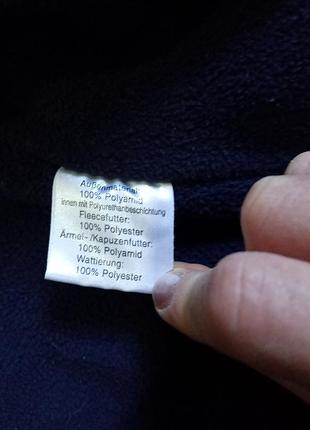 Außenmaterial:
100% Polyamid
innen mit Polyurethanbeschichtung
Fleecefutter:
100% Polyester
Ärmel- /Kapuzenfutter:
100% Polyamid
Wattierung:
100% Polyester